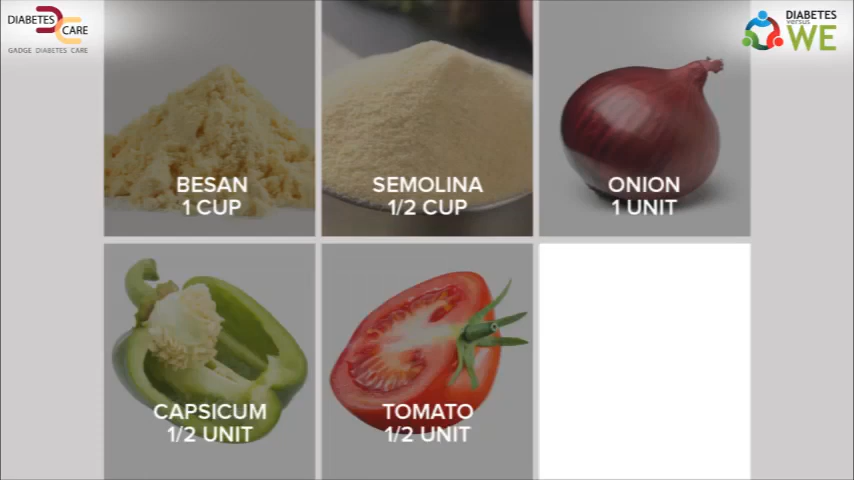 DIABETES
CARE
GADGE DIABETES CARE
DIABETES
versus
WE
BESAN
1 CUP
SEMOLINA
1/2 CUP
ONION
1 UNIT
CAPSICUM
1/2 UNIT
TOMATO
1/2 UNIT